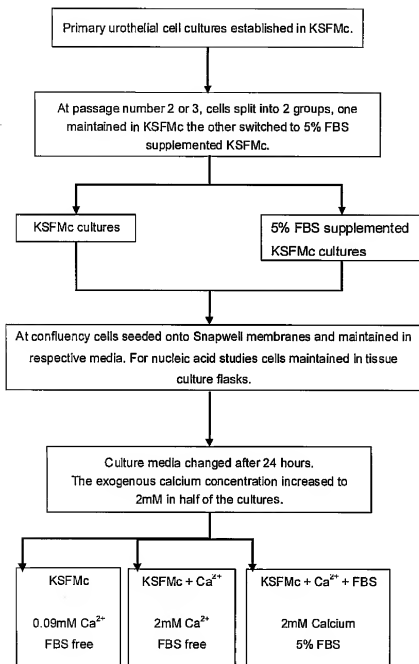 Primary urothelial cell cultures established in KSFMc.
At passage number 2 or 3, cells split into 2 groups, one
maintained in KSFMc the other switched to 5% FBS
supplemented KSFMc.
KSFMc cultures
5% FBS supplemented
KSFMc cultures
At confluency cells seeded onto Snapwell membranes and maintained in
respective media. For nucleic acid studies cells maintained in tissue
culture flasks.
Culture media changed after 24 hours.
The exogenous calcium concentration increased to
2mM in half of the cultures.
KSFMc
0.09mM Ca²⁺
FBS free
KSFMc + Ca²⁺
2mM Ca²⁺
FBS free
KSFMc + Ca²⁺ + FBS
2mM Calcium
5% FBS